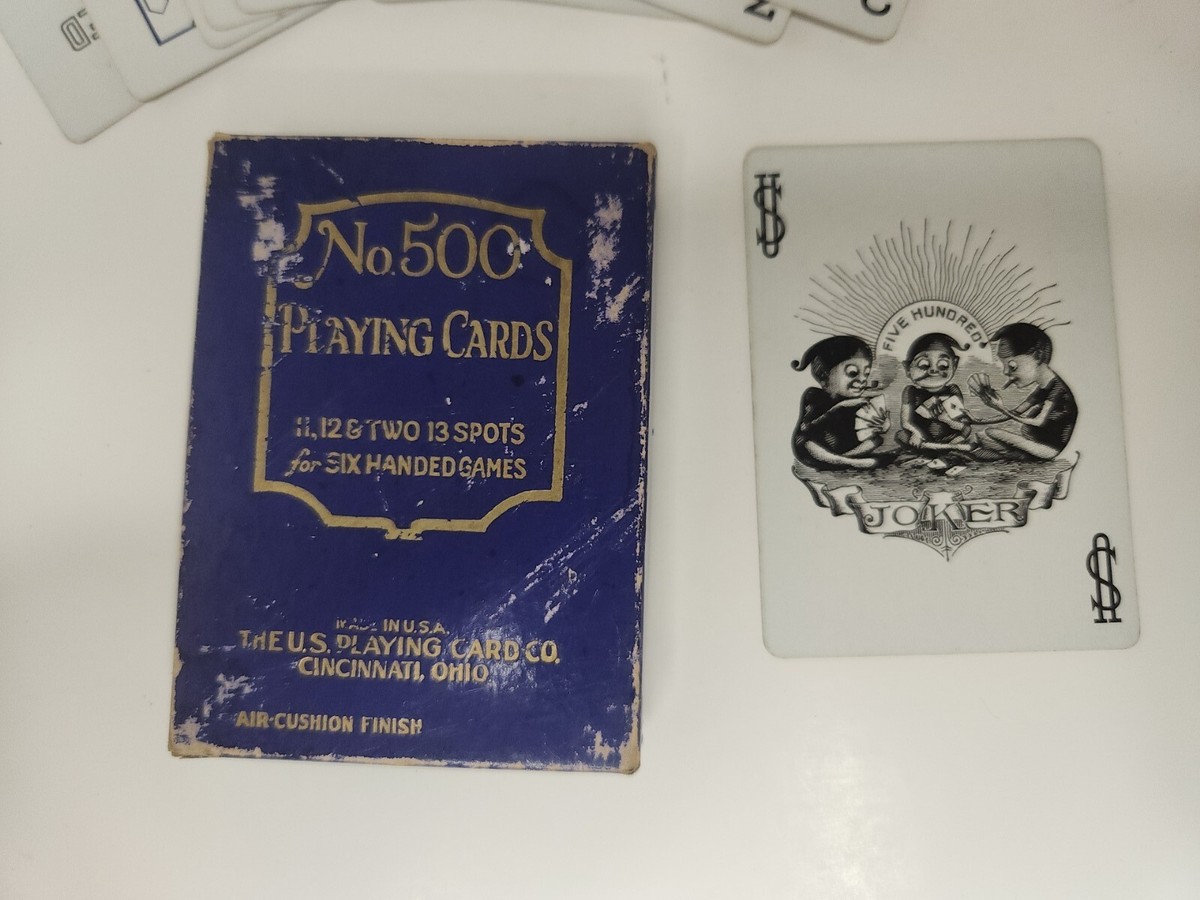 No. 500
PLAYING CARDS
11, 12 & TWO 13 SPOTS
for SIX HANDED GAMES
MADE IN U.S.A.
THE U.S. PLAYING CARD CO.
CINCINNATI, OHIO
AIR-CUSHION FINISH
FIVE HUNDRED
JOKER